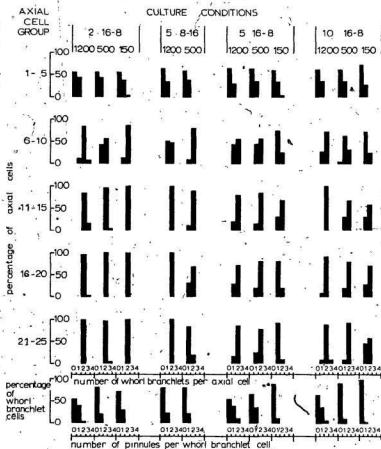 AXIAL CELL GROUP
CULTURE CONDITIONS
2 · 16-8
5 · 8-16
5 16-8
10 16-8
1200 500 150
1200 500
1200 500 150
1200 500 150
1-5
100
50
0
6-10
100
50
0
11-15
100
50
0
16-20
100
50
0
21-25
100
50
0
percentage of axial cells
01234 01234 01234
01234 01234
01234 01234 01234
01234 01234 01234
number of whorl branchlets per axial cell
percentage of whorl branchlet cells
100
50
0
01234 01234 01234
01234 01234
01234 01234 01234
01234 01234 01234
number of pinnules per whorl branchlet cell